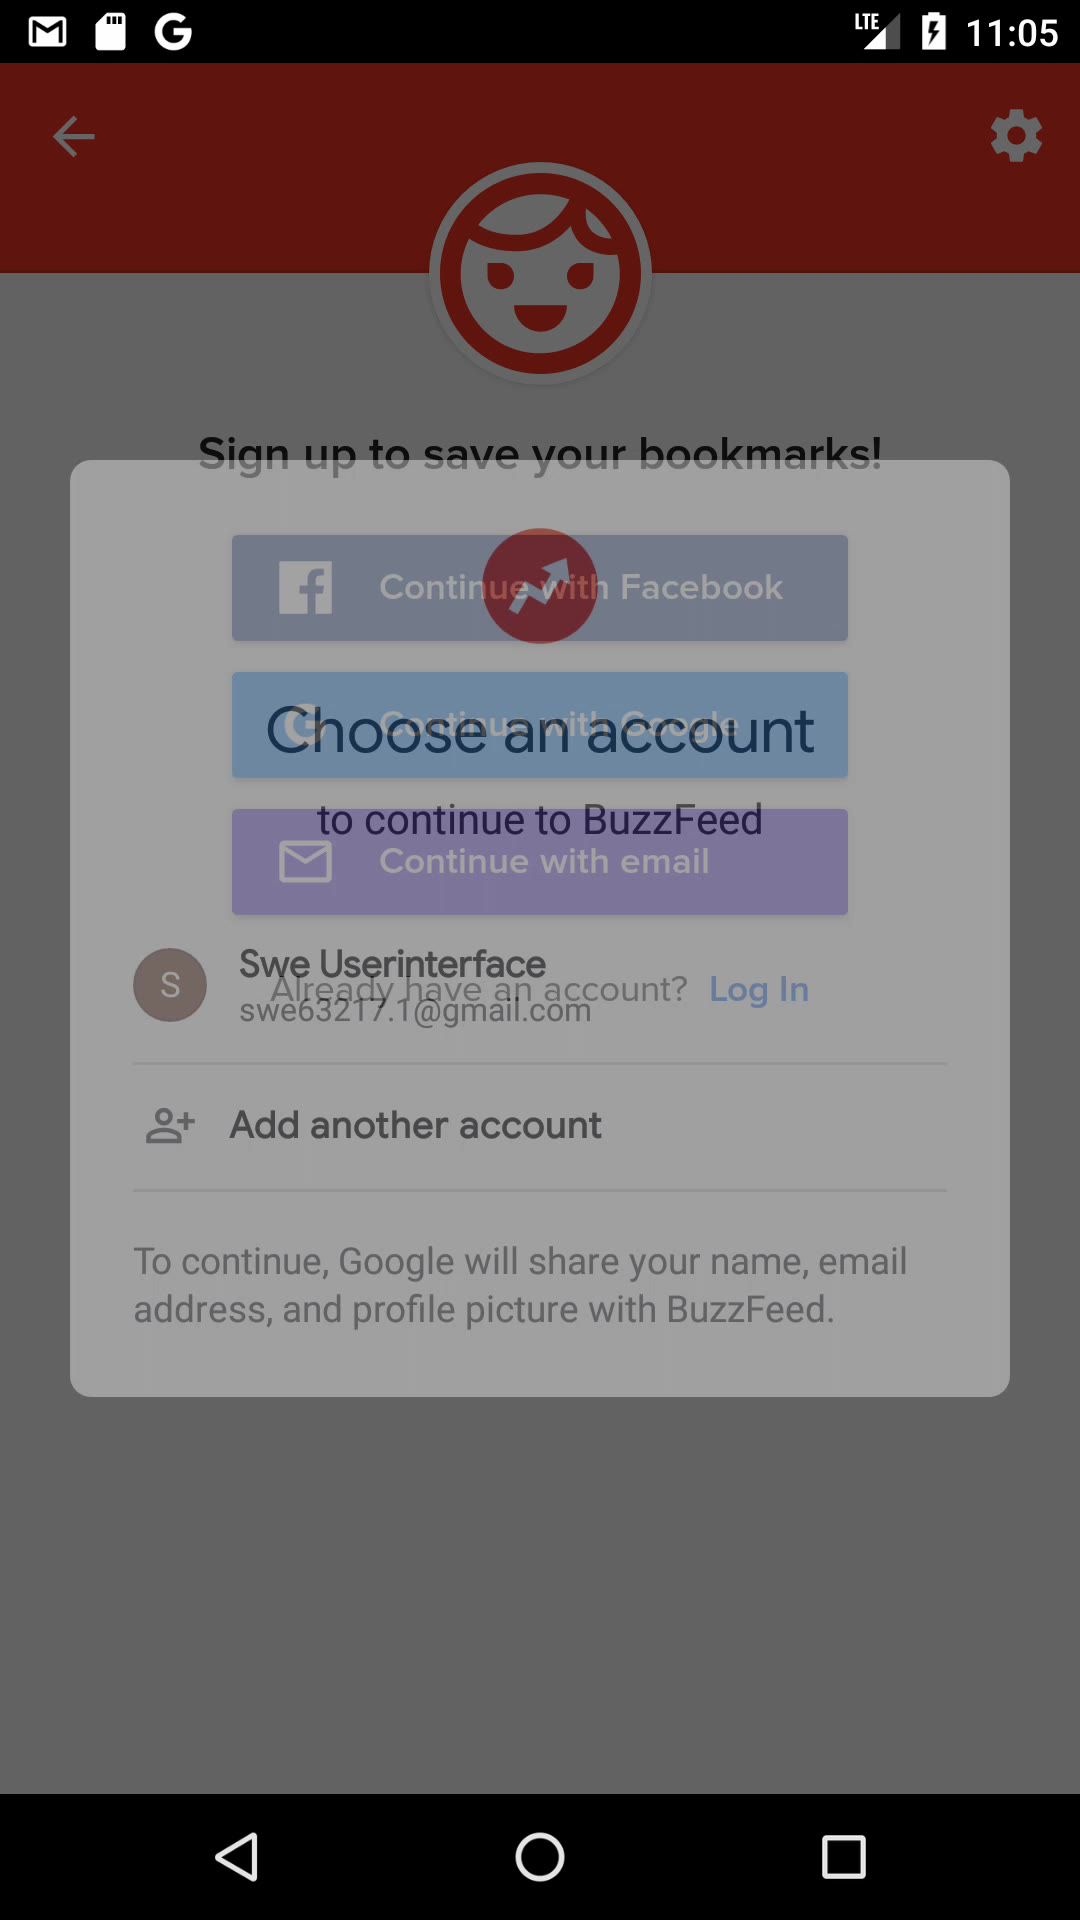 LTE 11:05
Sign up to save your bookmarks!
Continue with Facebook
Continue with Google
Choose an account
to continue to BuzzFeed
Continue with email
S
Swe Userinterface
Already have an account? Log In
swe63217.1@gmail.com
Add another account
To continue, Google will share your name, email
address, and profile picture with BuzzFeed.